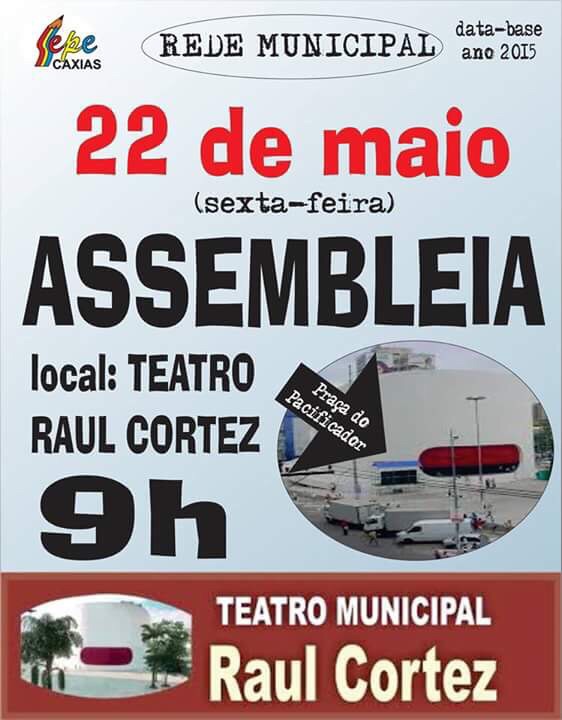 Sepe
CAXIAS
REDE MUNICIPAL
data-base
ano 2015
22 de maio
(sexta-feira)
ASSEMBLEIA
local: TEATRO
RAUL CORTEZ
9h
Praça do
Pacificador
TEATRO MUNICIPAL
Raul Cortez